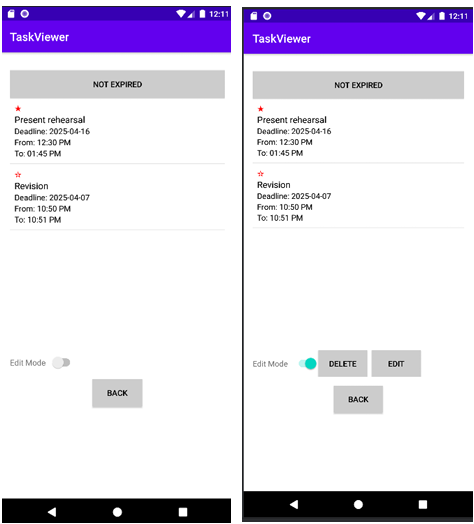 12:11
TaskViewer
NOT EXPIRED
★
Present rehearsal
Deadline: 2025-04-16
From: 12:30 PM
To: 01:45 PM
☆
Revision
Deadline: 2025-04-07
From: 10:50 PM
To: 10:51 PM
Edit Mode
BACK
12:11
TaskViewer
NOT EXPIRED
★
Present rehearsal
Deadline: 2025-04-16
From: 12:30 PM
To: 01:45 PM
☆
Revision
Deadline: 2025-04-07
From: 10:50 PM
To: 10:51 PM
Edit Mode DELETE EDIT
BACK